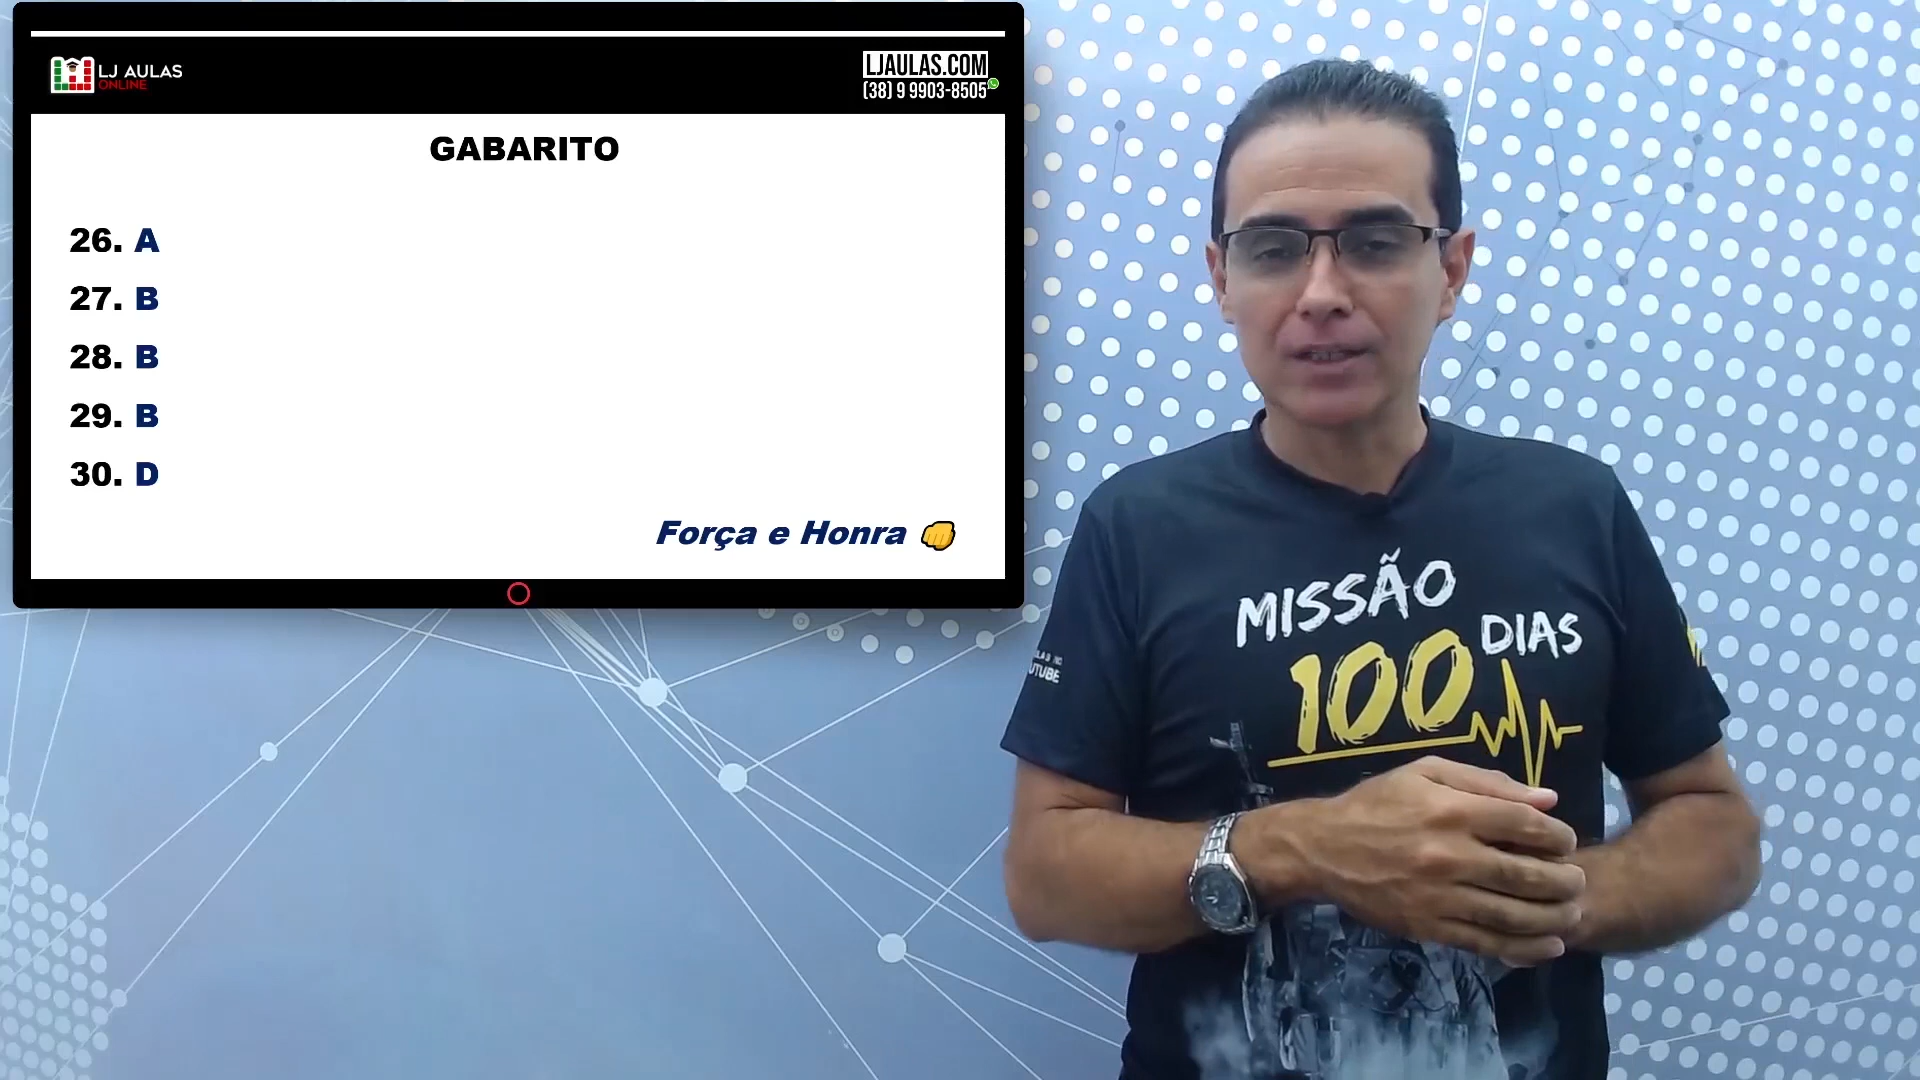 LJ AULAS
ONLINE
LJAULAS.COM
(38) 9 9903-8505
GABARITO
26. A
27. B
28. B
29. B
30. D
Força e Honra
MISSÃO
100 DIAS
UTUBE